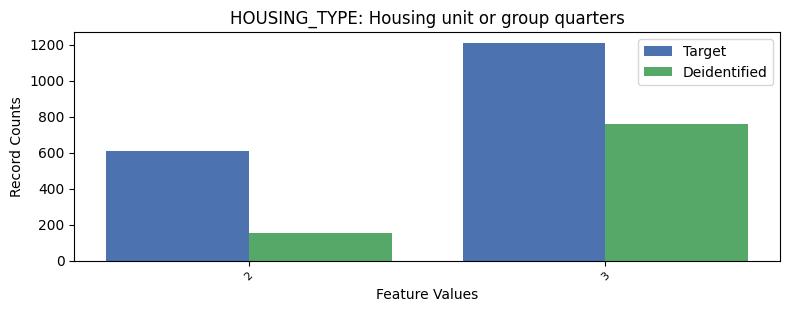 HOUSING_TYPE: Housing unit or group quarters
Target
Deidentified
Record Counts
1200
1000
800
600
400
200
0
2
3
Feature Values